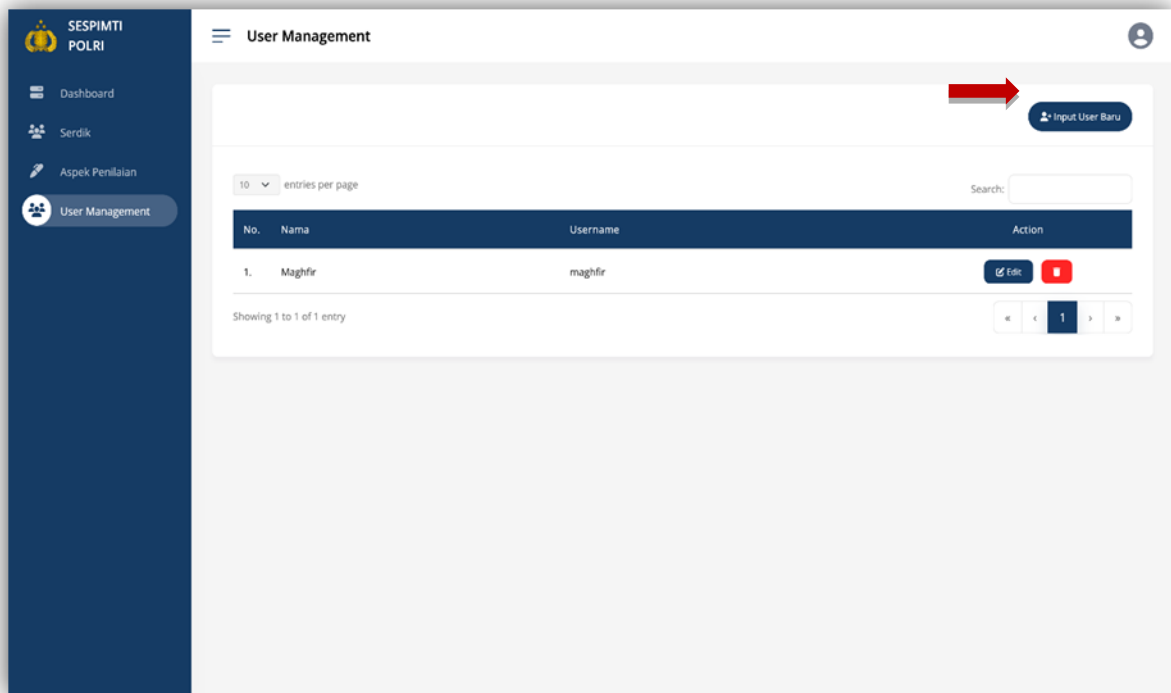 SESPIMTI
POLRI
User Management
Dashboard
Serdik
Aspek Penilaian
User Management
Input User Baru
10 entries per page
Search:
No. Nama Username Action
1. Maghfir maghfir Edit
Showing 1 to 1 of 1 entry
« ‹ 1 › »